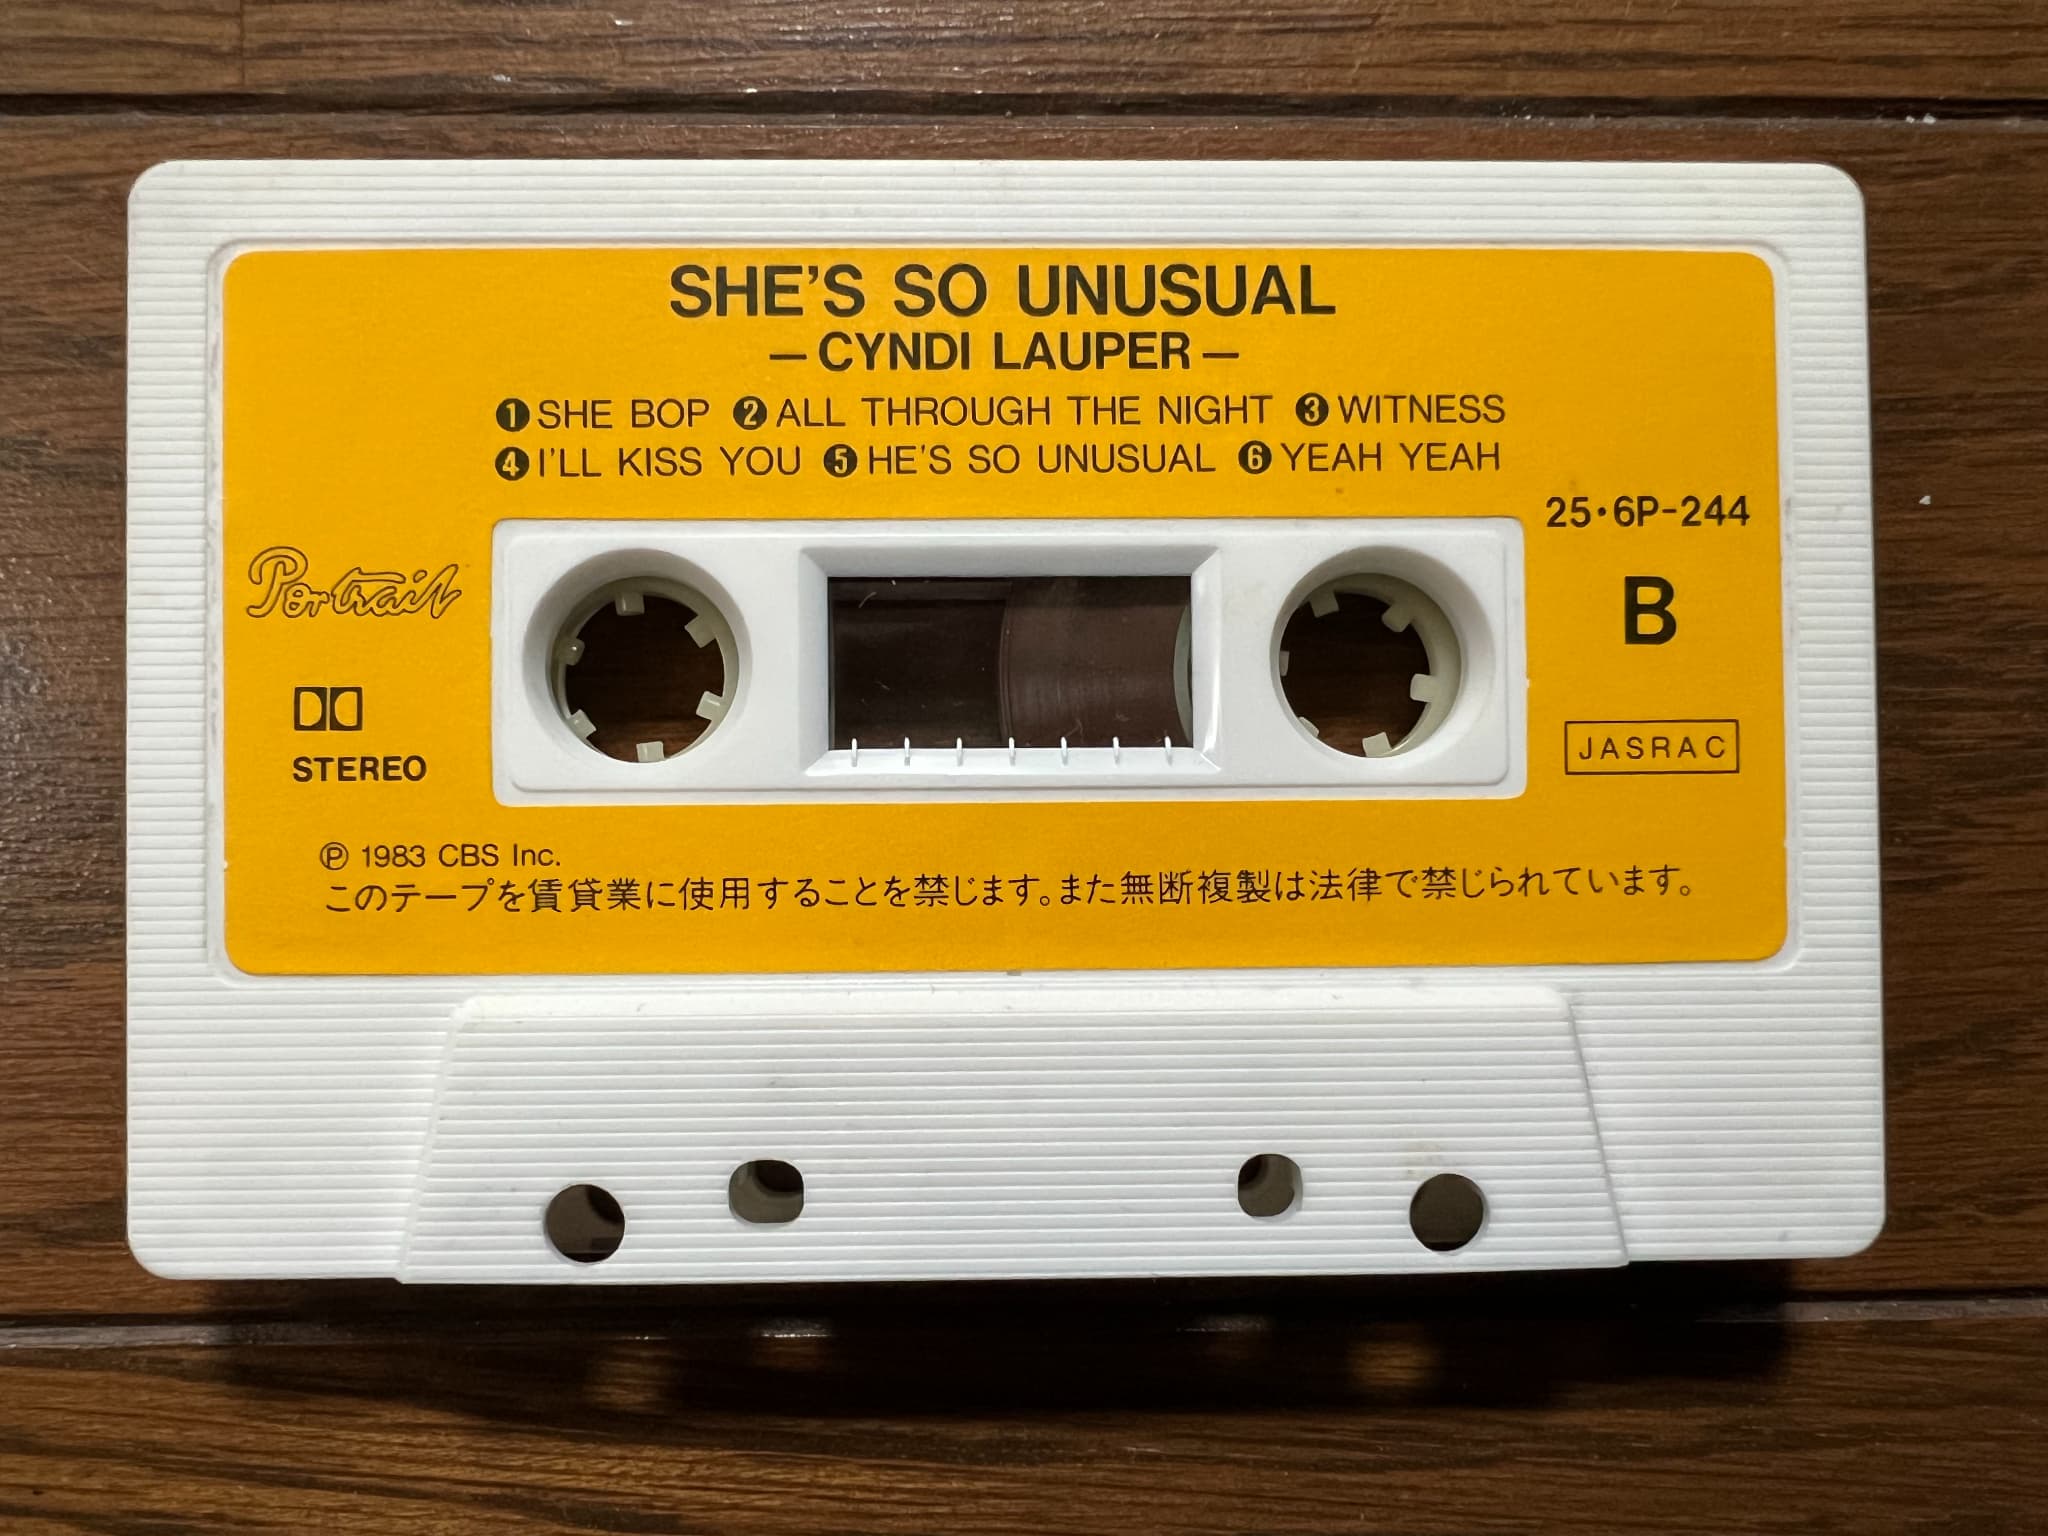 SHE'S SO UNUSUAL
—CYNDI LAUPER—
❶SHE BOP ❷ALL THROUGH THE NIGHT ❸WITNESS
❹I'LL KISS YOU ❺HE'S SO UNUSUAL ❻YEAH YEAH
25・6P-244
Portrait
B
STEREO
JASRAC
Ⓟ 1983 CBS Inc.
このテープを賃貸業に使用することを禁じます。また無断複製は法律で禁じられています。